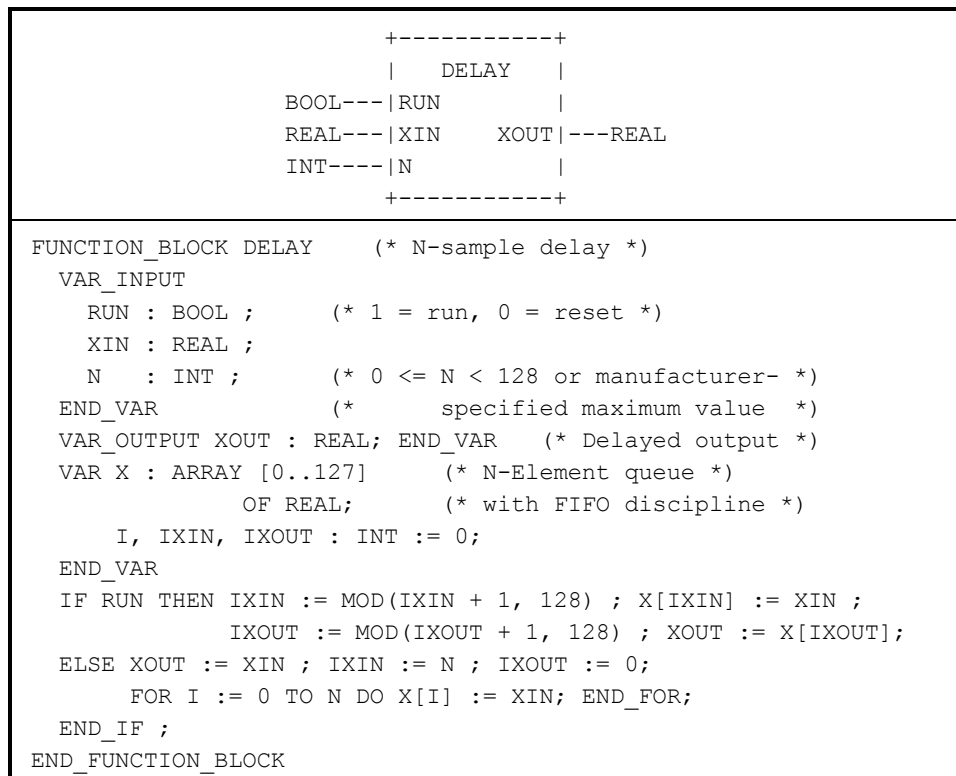 +-----------+
|   DELAY   |
BOOL---|RUN        |
REAL---|XIN    XOUT|---REAL
INT----|N          |
+-----------+
FUNCTION_BLOCK DELAY    (* N-sample delay *)
  VAR_INPUT
    RUN : BOOL ;      (* 1 = run, 0 = reset *)
    XIN : REAL ;
    N   : INT ;       (* 0 <= N < 128 or manufacturer- *)
  END_VAR             (*      specified maximum value  *)
  VAR_OUTPUT XOUT : REAL; END_VAR   (* Delayed output *)
  VAR X : ARRAY [0..127]     (* N-Element queue *)
              OF REAL;       (* with FIFO discipline *)
      I, IXIN, IXOUT : INT := 0;
  END_VAR
  IF RUN THEN IXIN := MOD(IXIN + 1, 128) ; X[IXIN] := XIN ;
              IXOUT := MOD(IXOUT + 1, 128) ; XOUT := X[IXOUT];
  ELSE XOUT := XIN ; IXIN := N ; IXOUT := 0;
       FOR I := 0 TO N DO X[I] := XIN; END_FOR;
  END_IF ;
END_FUNCTION_BLOCK